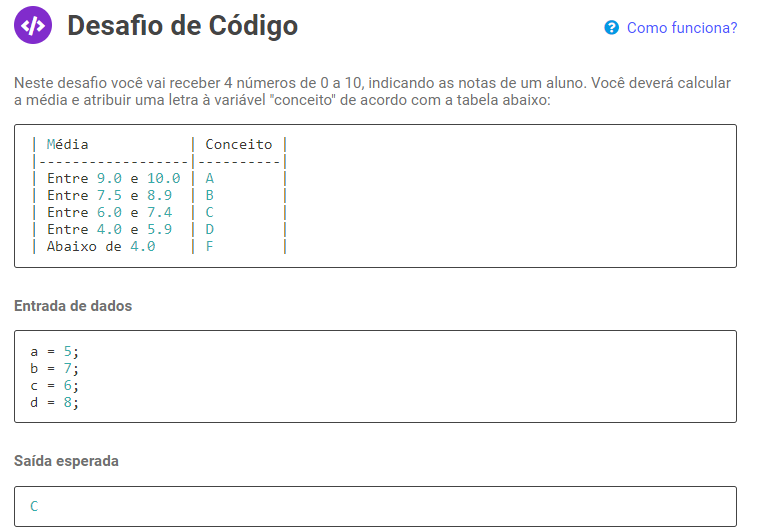 </> Desafio de Código
? Como funciona?
Neste desafio você vai receber 4 números de 0 a 10, indicando as notas de um aluno. Você deverá calcular
a média e atribuir uma letra à variável "conceito" de acordo com a tabela abaixo:
| Média | Conceito |
|------------------|----------|
| Entre 9.0 e 10.0 | A |
| Entre 7.5 e 8.9 | B |
| Entre 6.0 e 7.4 | C |
| Entre 4.0 e 5.9 | D |
| Abaixo de 4.0 | F |
Entrada de dados
a = 5;
b = 7;
c = 6;
d = 8;
Saída esperada
C